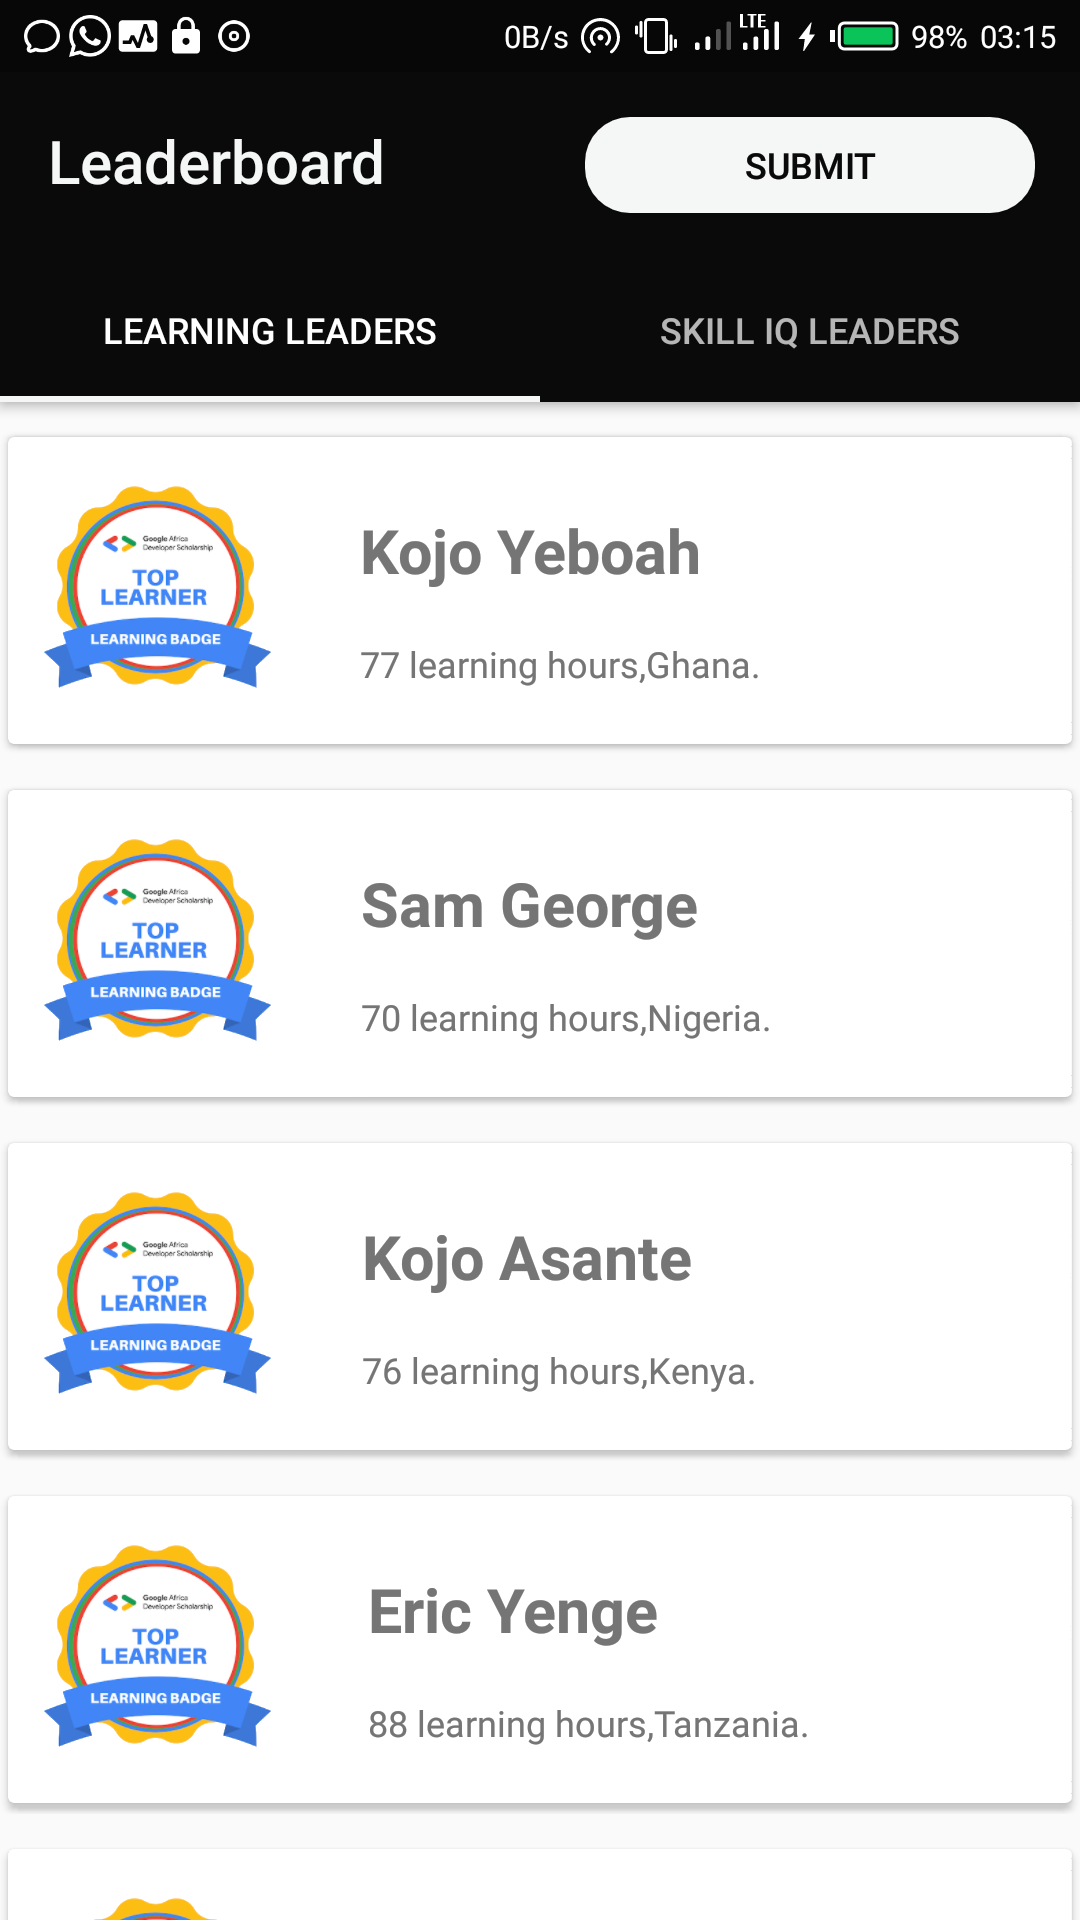 0B/s LTE 98% 03:15
Leaderboard
SUBMIT
LEARNING LEADERS
SKILL IQ LEADERS
Google Africa
Developer Scholarship
TOP
LEARNER
LEARNING BADGE
Kojo Yeboah
77 learning hours,Ghana.
Google Africa
Developer Scholarship
TOP
LEARNER
LEARNING BADGE
Sam George
70 learning hours,Nigeria.
Google Africa
Developer Scholarship
TOP
LEARNER
LEARNING BADGE
Kojo Asante
76 learning hours,Kenya.
Google Africa
Developer Scholarship
TOP
LEARNER
LEARNING BADGE
Eric Yenge
88 learning hours,Tanzania.